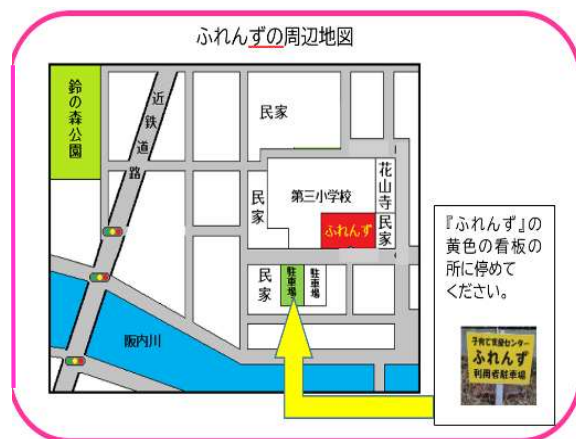 ふれんずの周辺地図
鈴の森公園
近鉄道路
民家
民家
第三小学校
花山寺
民家
ふれんず
民家
駐車場
駐車場
阪内川
『ふれんず』の
黄色の看板の
所に停めて
ください。
子育て支援センター
ふれんず
利用者駐車場